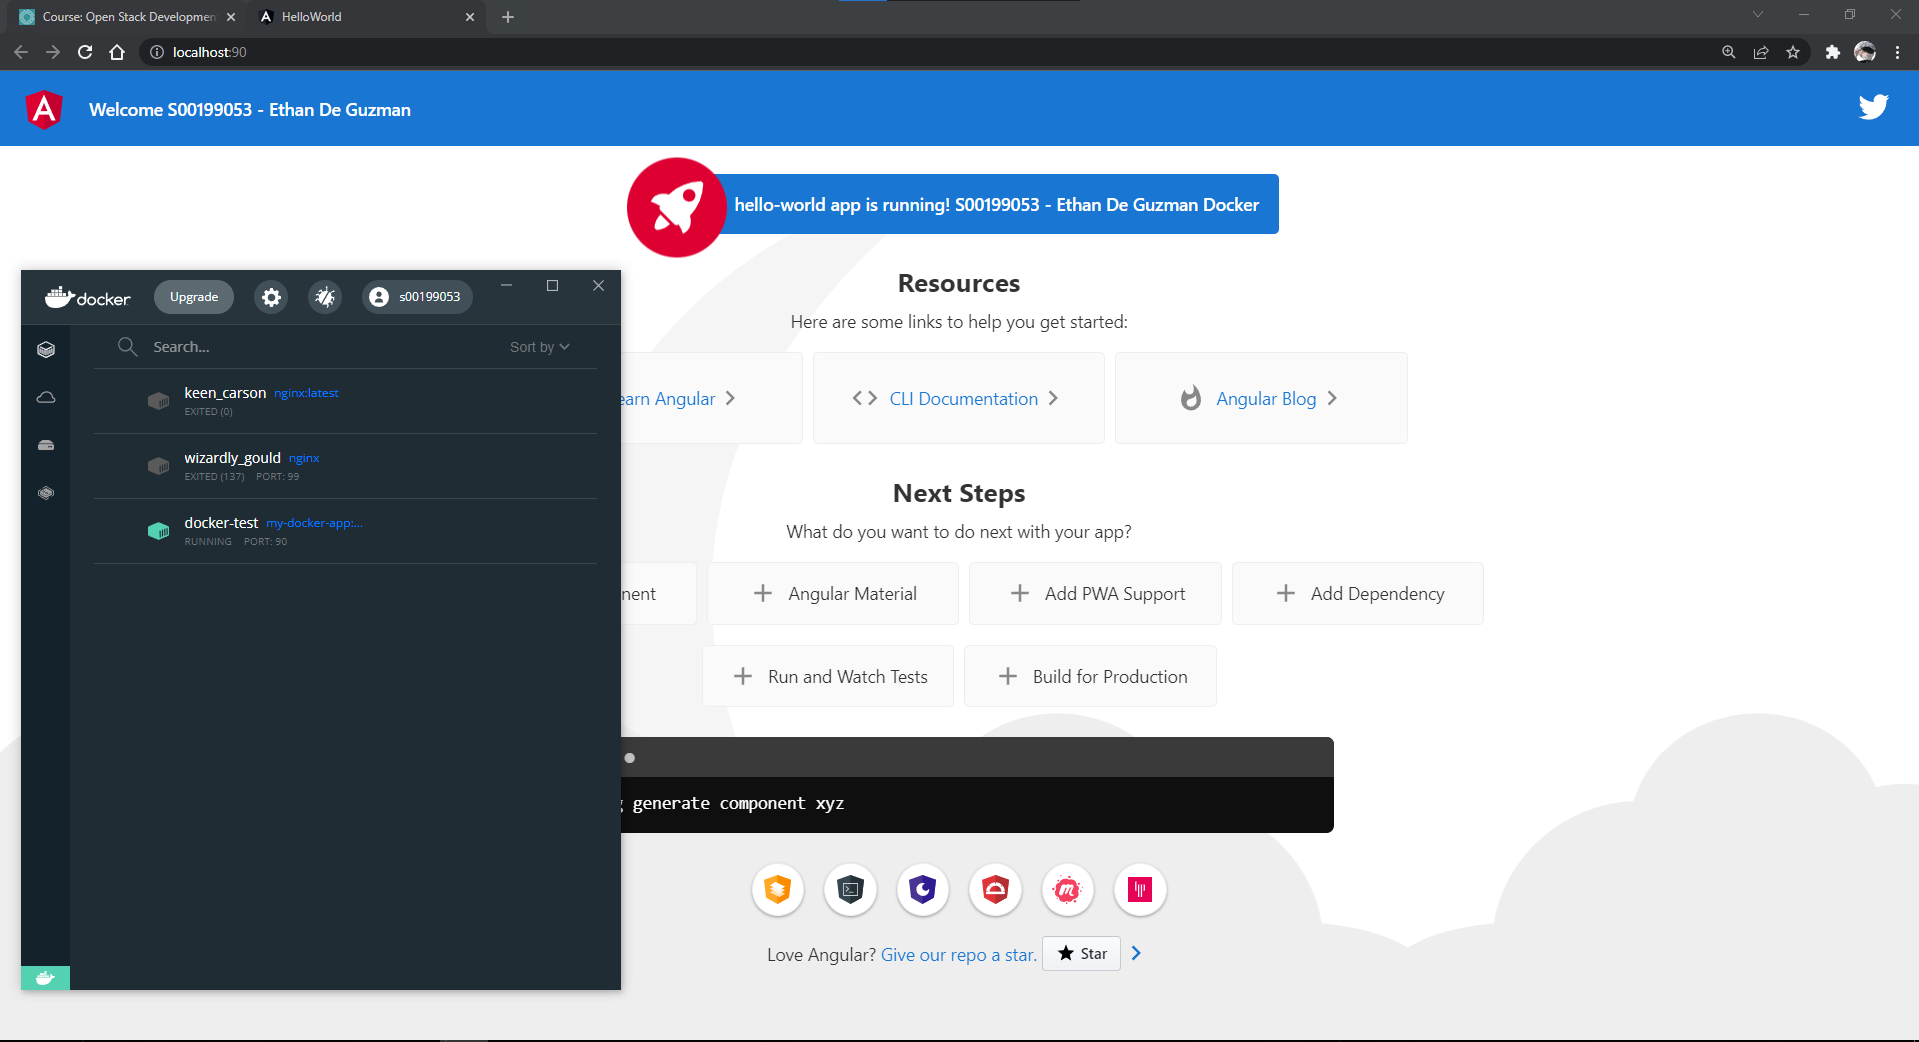 Course: Open Stack Developmen
HelloWorld
localhost:90
Welcome S00199053 - Ethan De Guzman
hello-world app is running! S00199053 - Ethan De Guzman Docker
Resources
Here are some links to help you get started:
earn Angular
CLI Documentation
Angular Blog
Next Steps
What do you want to do next with your app?
nent
Angular Material
Add PWA Support
Add Dependency
Run and Watch Tests
Build for Production
generate component xyz
Love Angular? Give our repo a star.
Star
docker
Upgrade
s00199053
Search...
Sort by
keen_carson nginx:latest
EXITED (0)
wizardly_gould nginx
EXITED (137) PORT: 99
docker-test my-docker-app:...
RUNNING PORT: 90